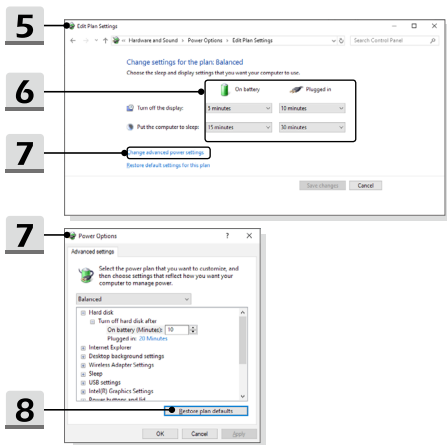 5
Edit Plan Settings
Hardware and Sound > Power Options > Edit Plan Settings
Search Control Panel
Change settings for the plan: Balanced
Choose the sleep and display settings that you want your computer to use.
6
On battery Plugged in
Turn off the display: 5 minutes 10 minutes
Put the computer to sleep: 15 minutes 30 minutes
7
Change advanced power settings
Restore default settings for this plan
Save changes Cancel
7
Power Options ?
Advanced settings
Select the power plan that you want to customize, and
then choose settings that reflect how you want your
computer to manage power.
Balanced
Hard disk
Turn off hard disk after
On battery (Minutes): 10
Plugged in: 20 Minutes
Internet Explorer
Desktop background settings
Wireless Adapter Settings
Sleep
USB settings
Intel(R) Graphics Settings
Power buttons and lid
8
Restore plan defaults
OK Cancel Apply